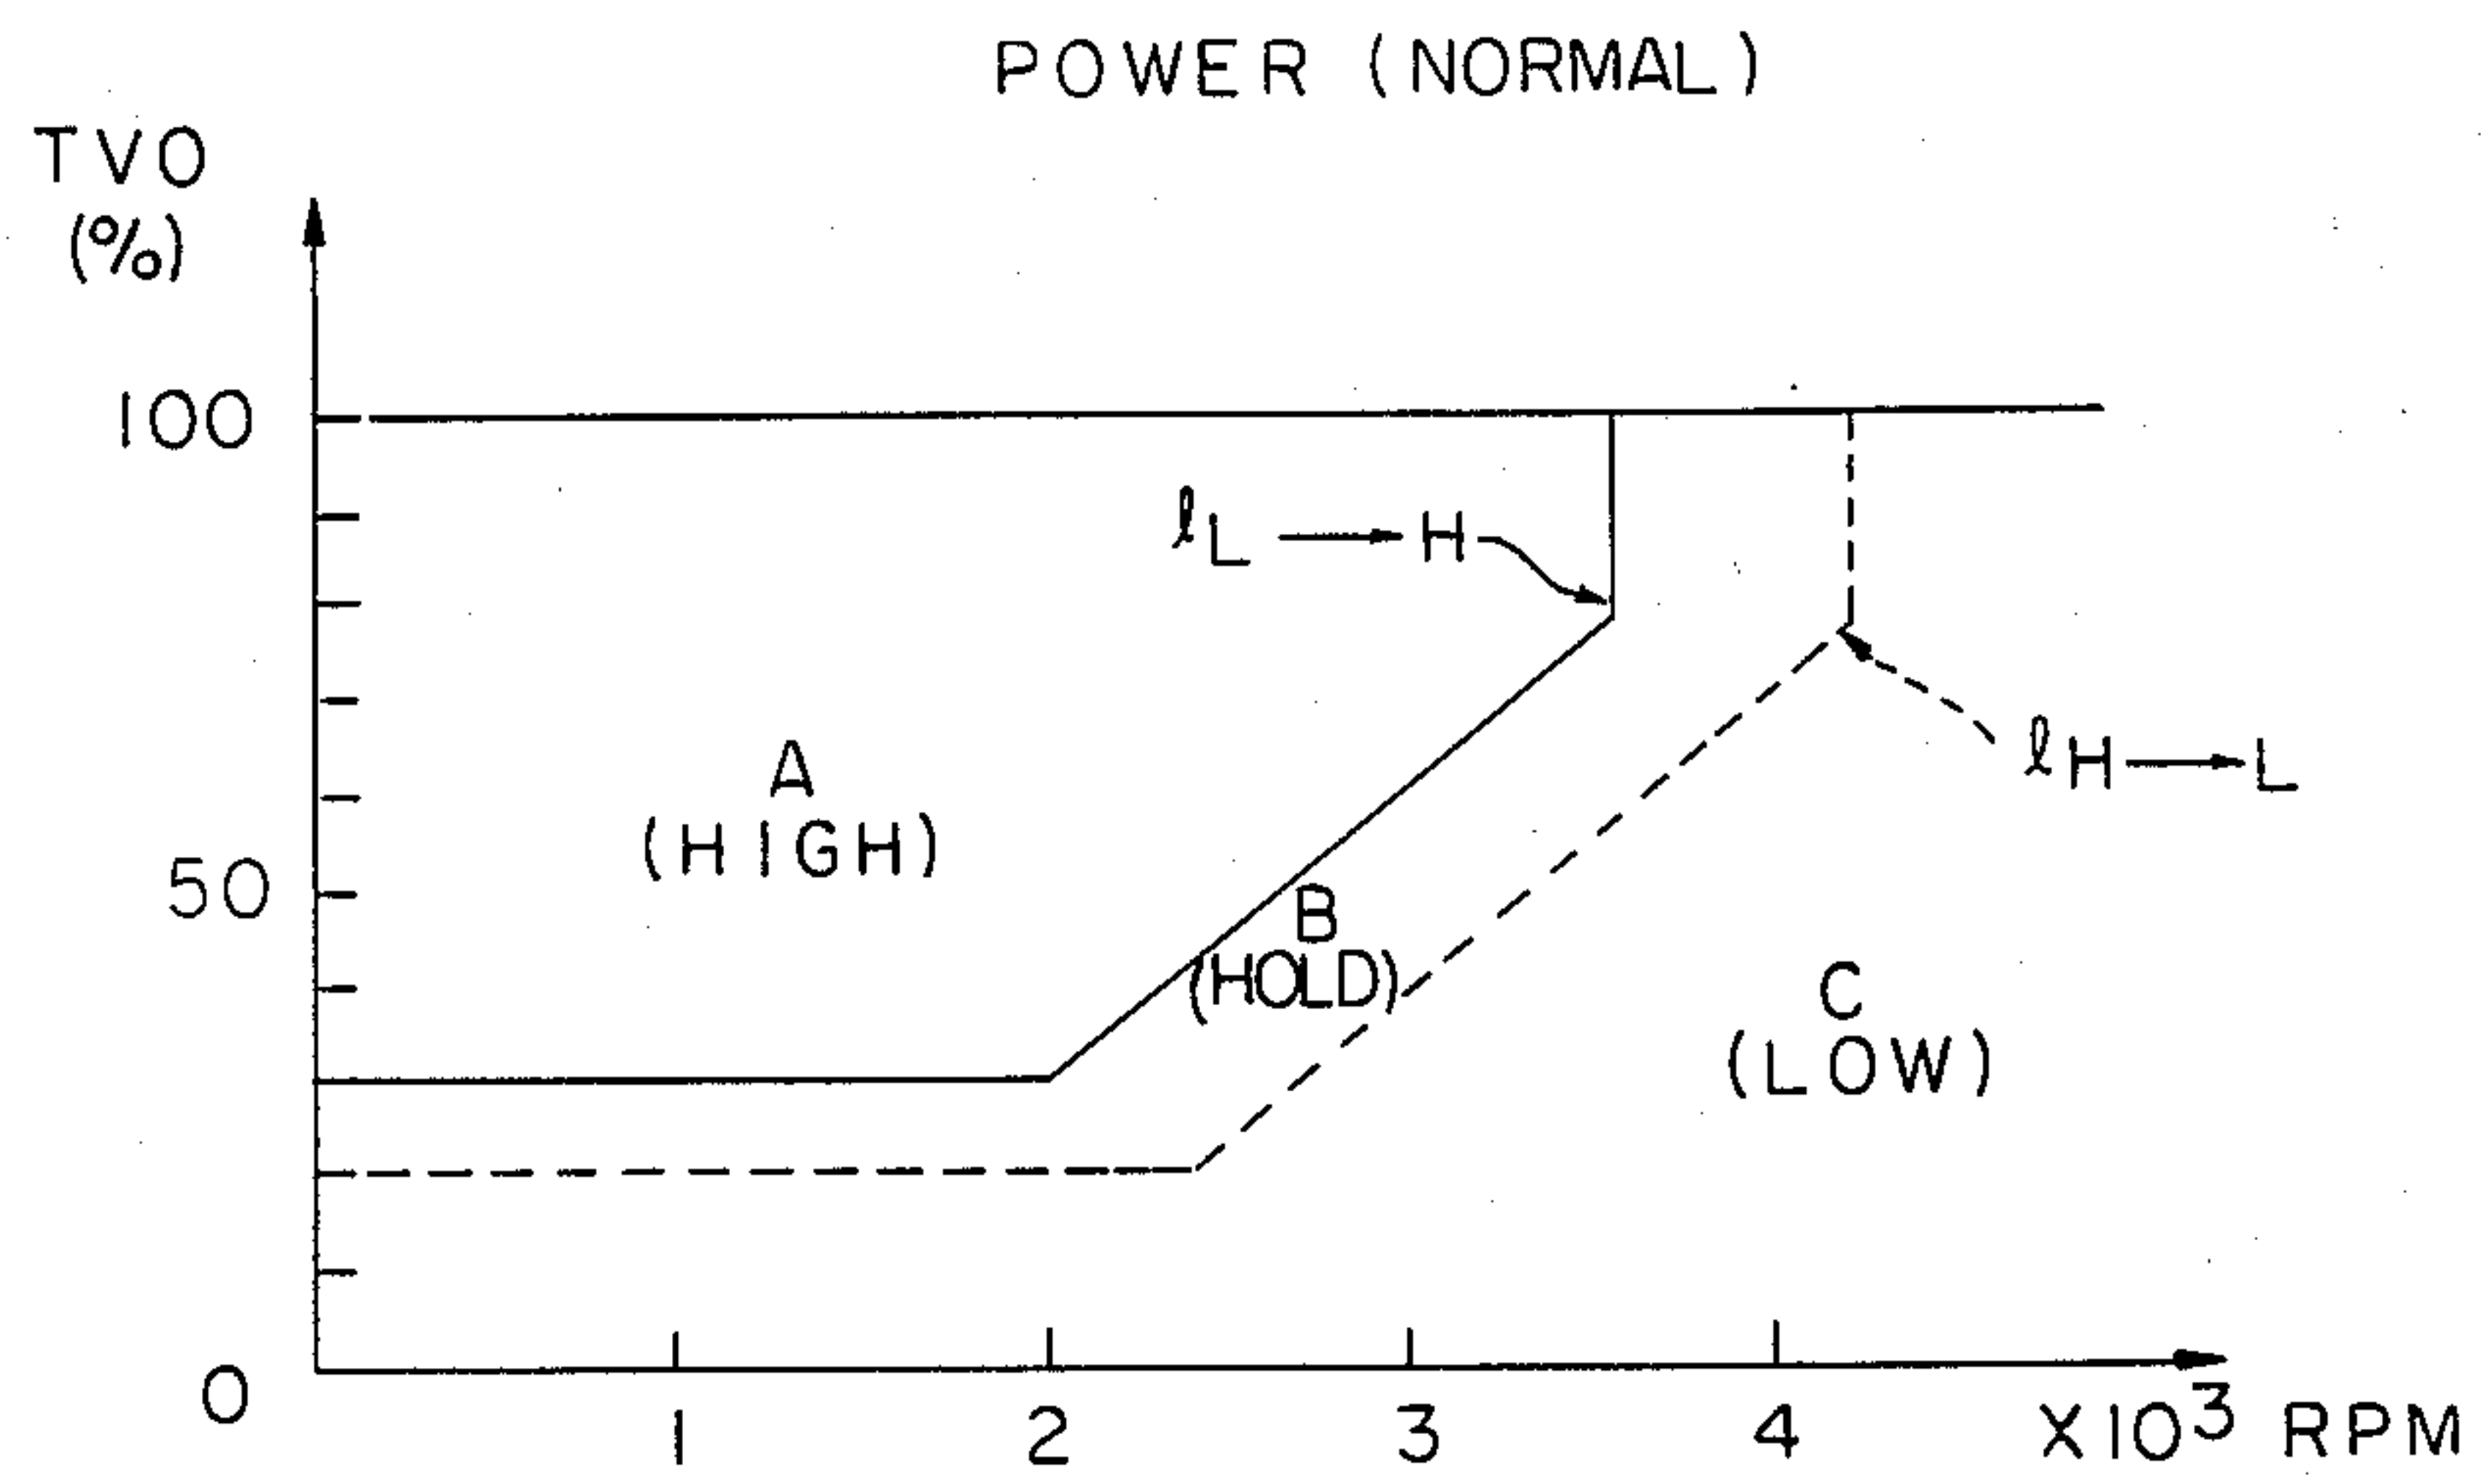 POWER (NORMAL)
TVO
(%)
100
ℓL → H
A
(HIGH)
ℓH → L
50
B
(HOLD)
C
(LOW)
0
1 2 3 4 X10³ RPM